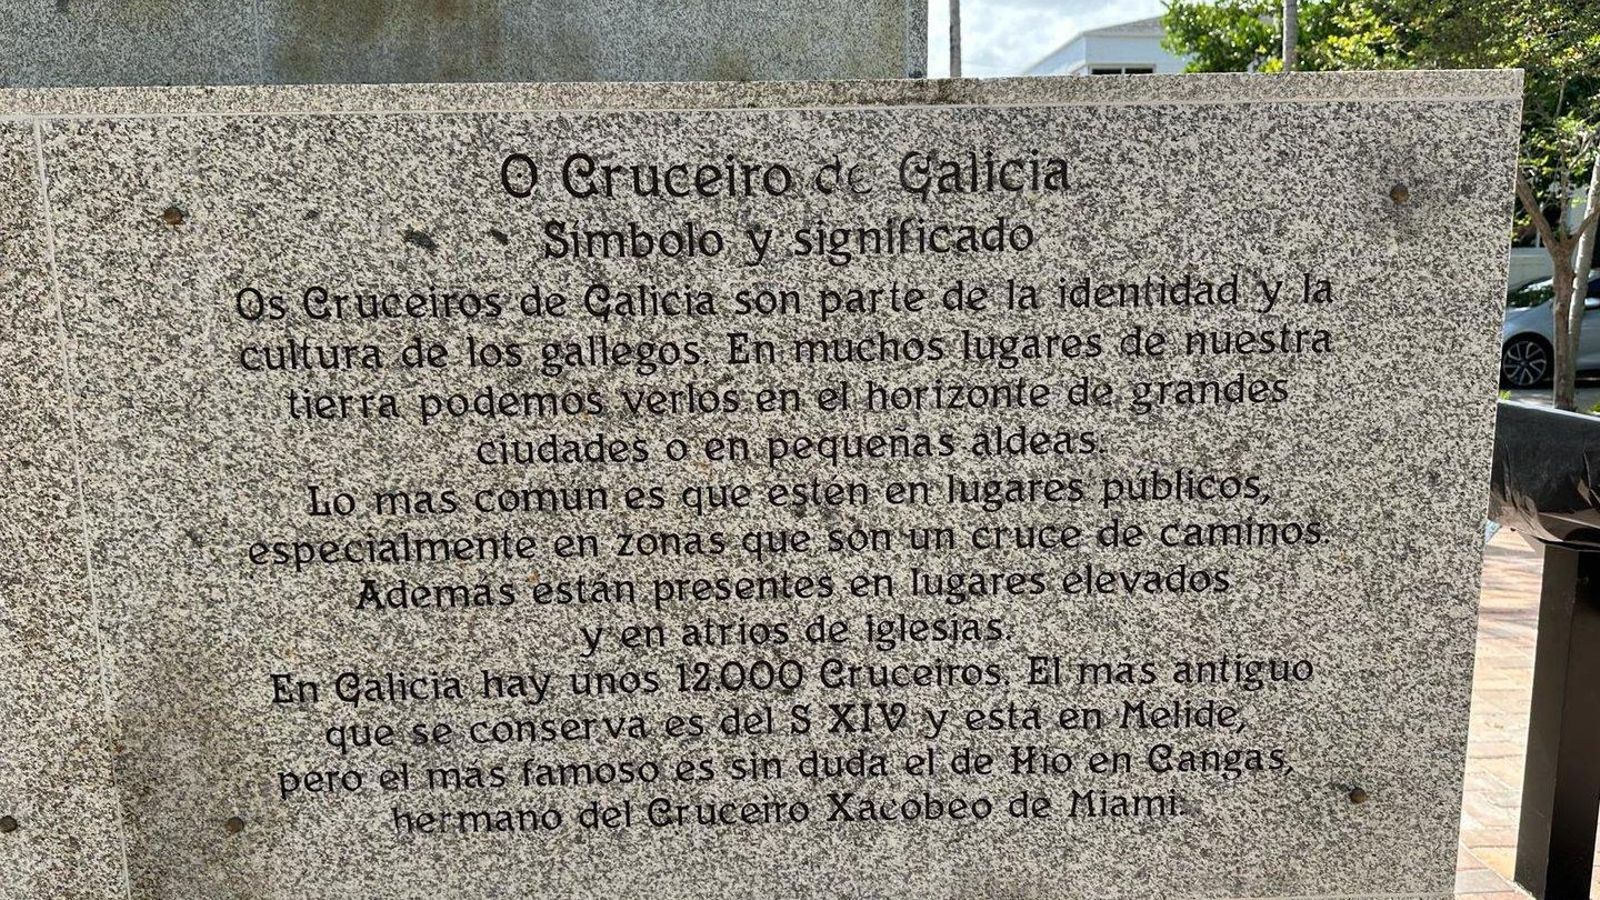 O Cruceiro de Galicia
Símbolo y significado
Os Cruceiros de Galicia son parte de la identidad y la
cultura de los gallegos. En muchos lugares de nuestra
tierra podemos verlos en el horizonte de grandes
ciudades o en pequeñas aldeas.
Lo mas comun es que estén en lugares públicos,
especialmente en zonas que son un cruce de caminos.
Además están presentes en lugares elevados
y en atrios de iglesias.
En Galicia hay unos 12.000 Cruceiros. El mas antiguo
que se conserva es del S XIV y está en Melide,
pero el más famoso es sin duda el de Hío en Cangas,
hermano del Cruceiro Xacobeo de Miami.